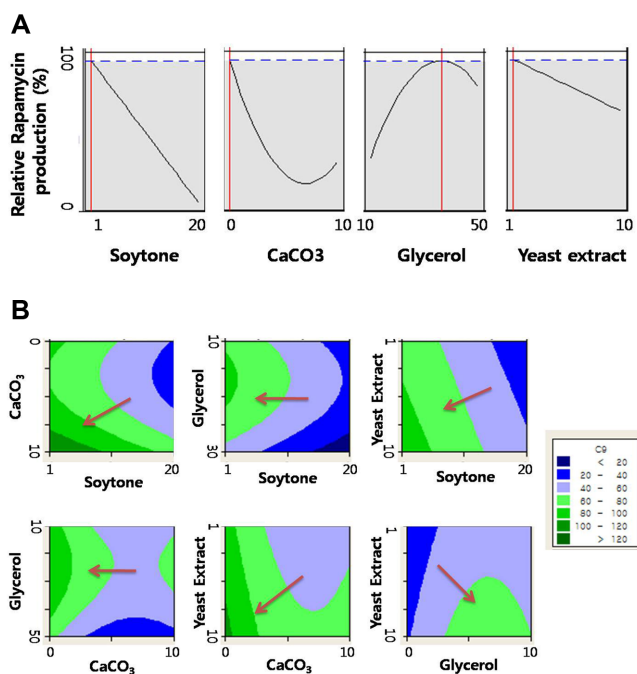 A
Relative Rapamycin
production (%)
100
0
1 20
Soytone
0 10
CaCO3
10 50
Glycerol
1 10
Yeast extract
B
CaCO3
0
10
1 20
Soytone
Glycerol
10
30
1 20
Soytone
Yeast Extract
1
10
1 20
Soytone
Glycerol
10
50
0 10
CaCO3
Yeast Extract
1
10
0 10
CaCO3
Yeast Extract
1
10
0 10
Glycerol
C9
< 20
20 - 40
40 - 60
60 - 80
80 - 100
100 - 120
> 120